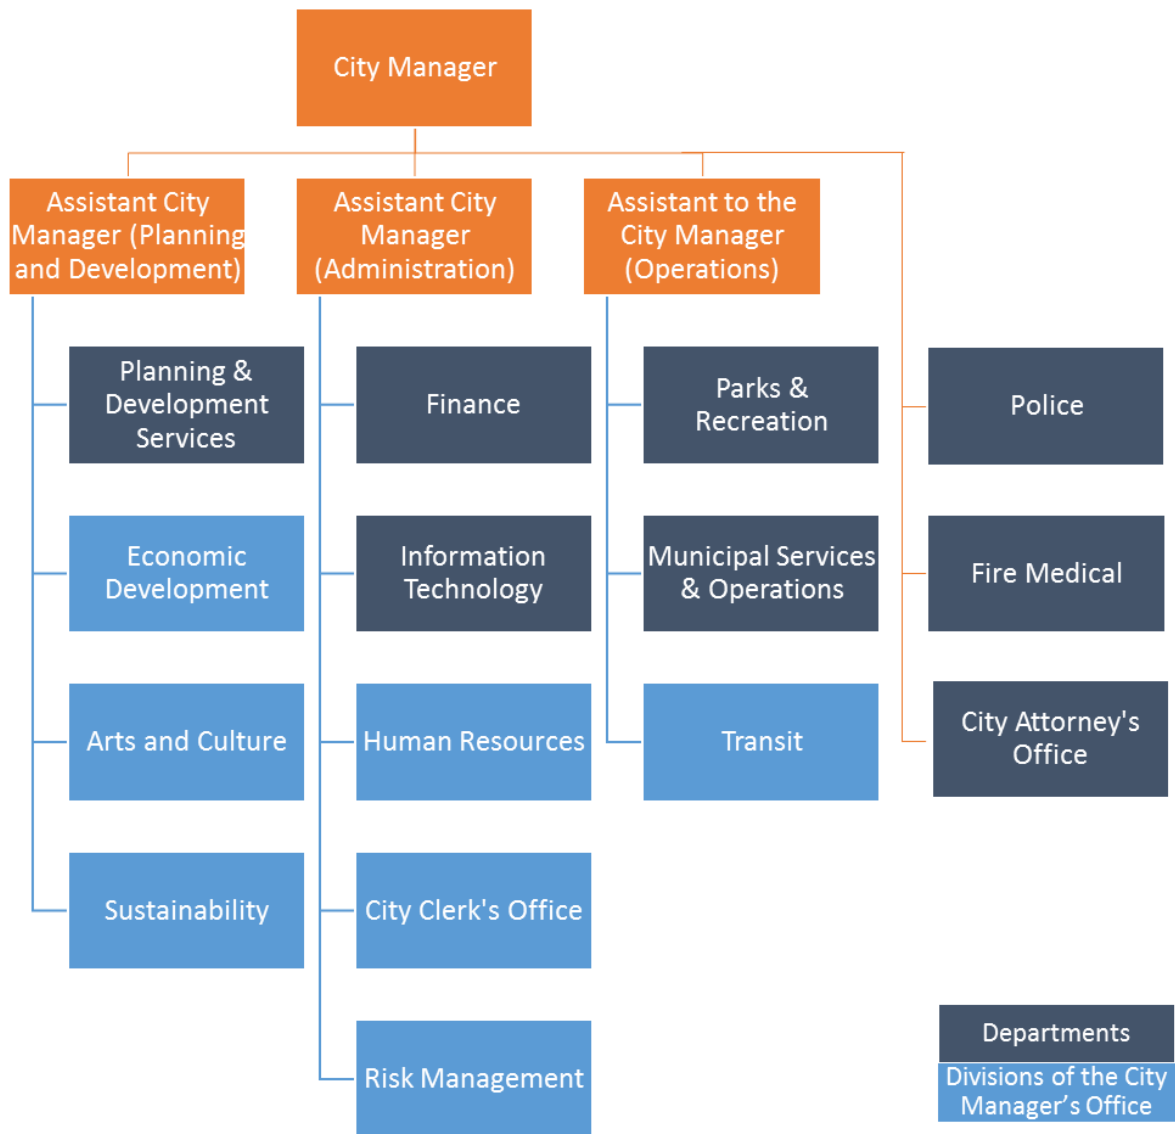 City Manager
Assistant City
Manager (Planning
and Development)
Assistant City
Manager
(Administration)
Assistant to the
City Manager
(Operations)
Planning &
Development
Services
Finance
Parks &
Recreation
Police
Economic
Development
Information
Technology
Municipal Services
& Operations
Fire Medical
Arts and Culture
Human Resources
Transit
City Attorney's
Office
Sustainability
City Clerk's Office
Risk Management
Departments
Divisions of the City
Manager’s Office